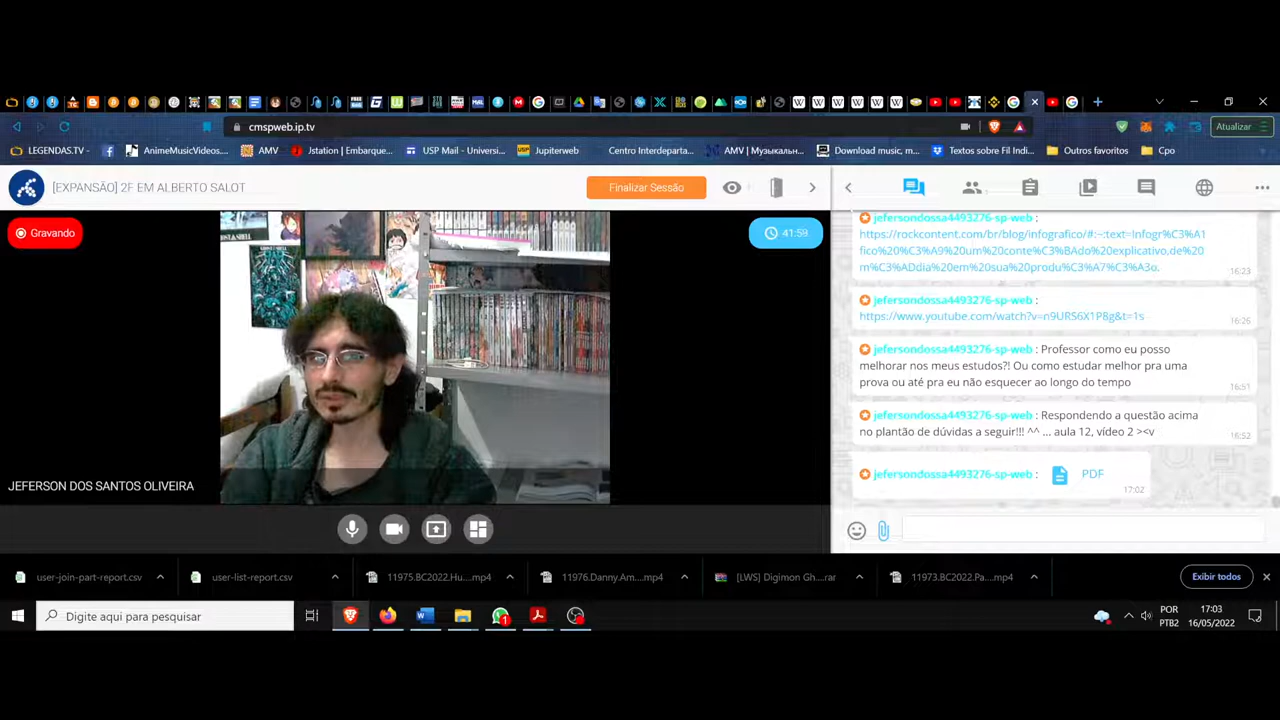 cmspweb.ip.tv
Atualizar
LEGENDAS.TV -
AnimeMusicVideos...
AMV
Jstation | Embarque...
USP Mail - Universi...
Jupiterweb
Centro Interdeparta...
AMV | Музыкальн...
Download music, m...
Textos sobre Fil Indi...
Outros favoritos
Cpo
[EXPANSÃO] 2F EM ALBERTO SALOT
Finalizar Sessão
Gravando
41:59
JEFERSON DOS SANTOS OLIVEIRA
jefersondossa4493276-sp-web :
https://rockcontent.com/br/blog/infografico/#:~:text=Infogr%C3%A1
fico%20%C3%A9%20um%20conte%C3%BAdo%20explicativo,de%20
m%C3%ADdia%20em%20sua%20produ%C3%A7%C3%A3o.
16:23
jefersondossa4493276-sp-web :
https://www.youtube.com/watch?v=n9URS6X1P8g&t=1s
16:26
jefersondossa4493276-sp-web : Professor como eu posso
melhorar nos meus estudos?! Ou como estudar melhor pra uma
prova ou até pra eu não esquecer ao longo do tempo
16:51
jefersondossa4493276-sp-web : Respondendo a questão acima
no plantão de dúvidas a seguir!!! ^^ ... aula 12, vídeo 2 ><v
16:52
jefersondossa4493276-sp-web :
PDF
17:02
user-join-part-report.csv
user-list-report.csv
11975.BC2022.Hu....mp4
11976.Danny.Am....mp4
[LWS] Digimon Gh....rar
11973.BC2022.Pa....mp4
Exibir todos
Digite aqui para pesquisar
1
POR
PTB2
17:03
16/05/2022